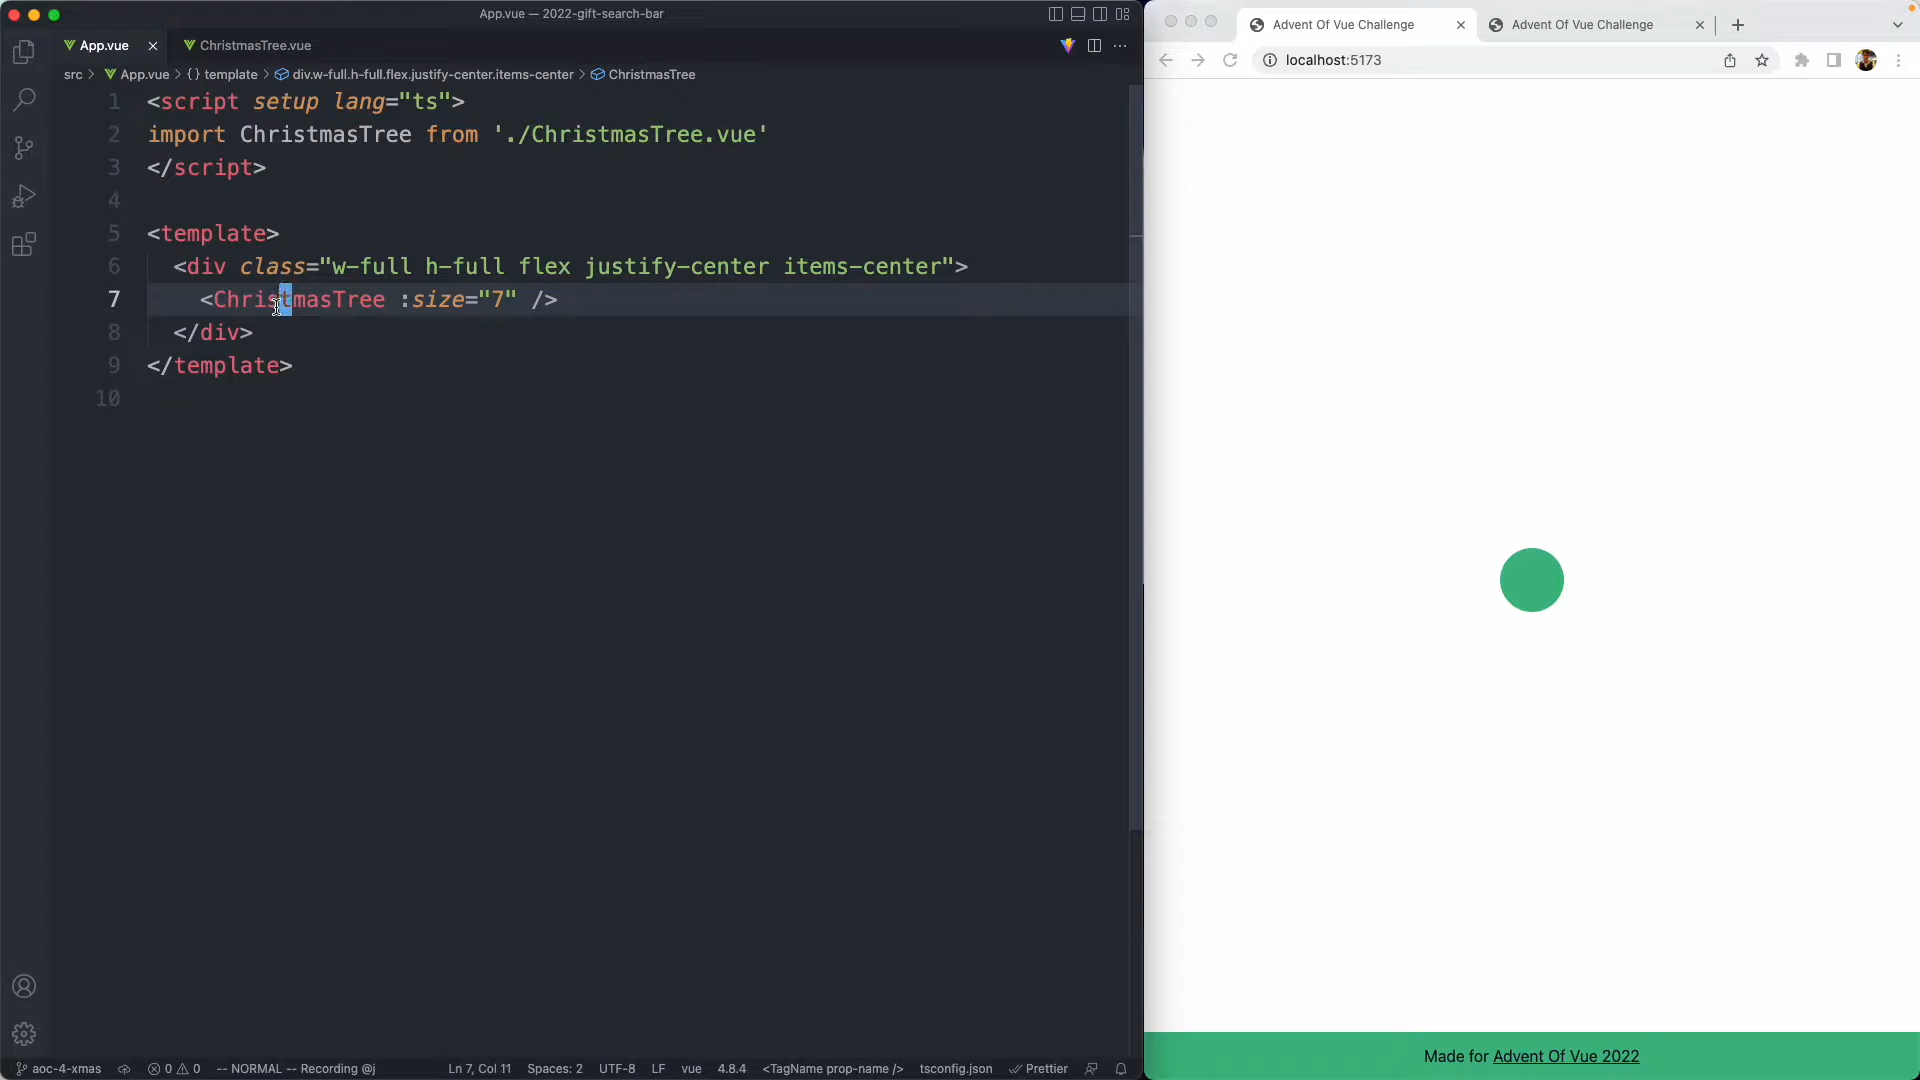 App.vue — 2022-gift-search-bar
App.vue
ChristmasTree.vue
src > App.vue > {} template > div.w-full.h-full.flex.justify-center.items-center > ChristmasTree
1 <script setup lang="ts">
2 import ChristmasTree from './ChristmasTree.vue'
3 </script>
4
5 <template>
6 <div class="w-full h-full flex justify-center items-center">
7 <ChristmasTree :size="7" />
8 </div>
9 </template>
10
aoc-4-xmas 0 0 -- NORMAL -- Recording @j Ln 7, Col 11 Spaces: 2 UTF-8 LF vue 4.8.4 <TagName prop-name /> tsconfig.json Prettier
Advent Of Vue Challenge
Advent Of Vue Challenge
localhost:5173
Made for Advent Of Vue 2022